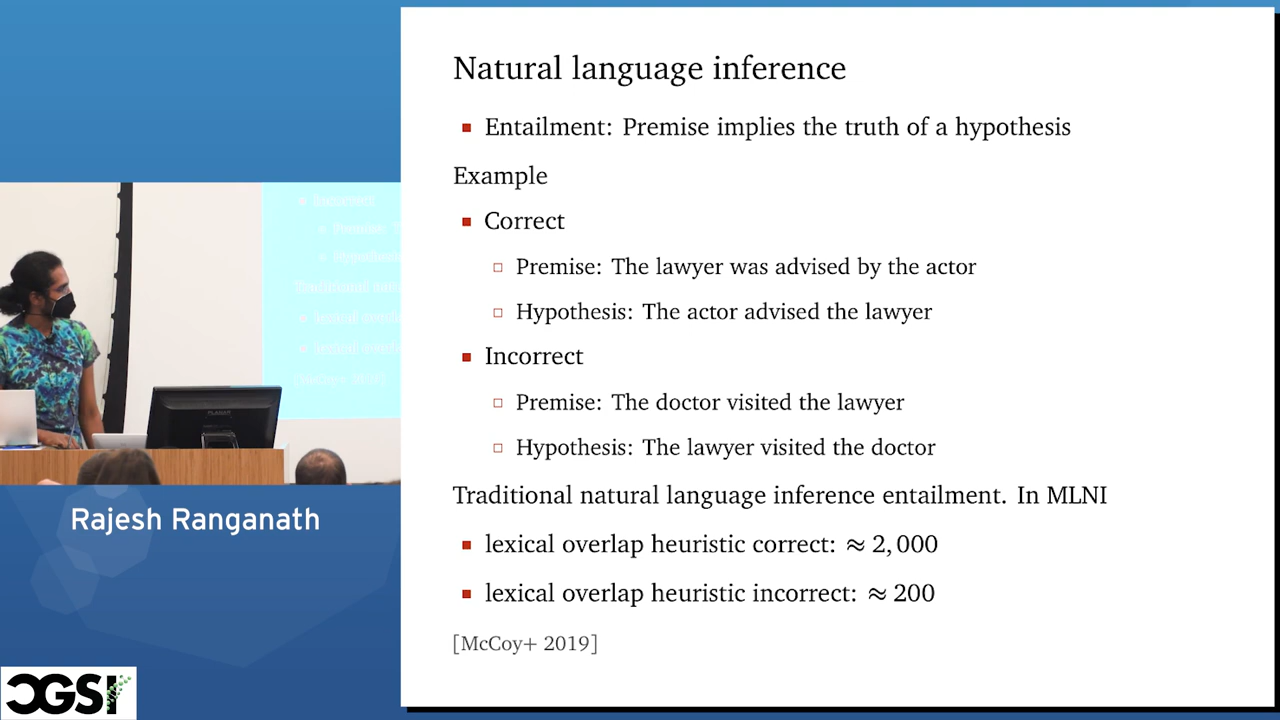 Natural language inference
Entailment: Premise implies the truth of a hypothesis
Example
Correct
Premise: The lawyer was advised by the actor
Hypothesis: The actor advised the lawyer
Incorrect
Premise: The doctor visited the lawyer
Hypothesis: The lawyer visited the doctor
Traditional natural language inference entailment. In MLNI
lexical overlap heuristic correct: ≈ 2,000
lexical overlap heuristic incorrect: ≈ 200
[McCoy+ 2019]
Rajesh Ranganath
CGSI